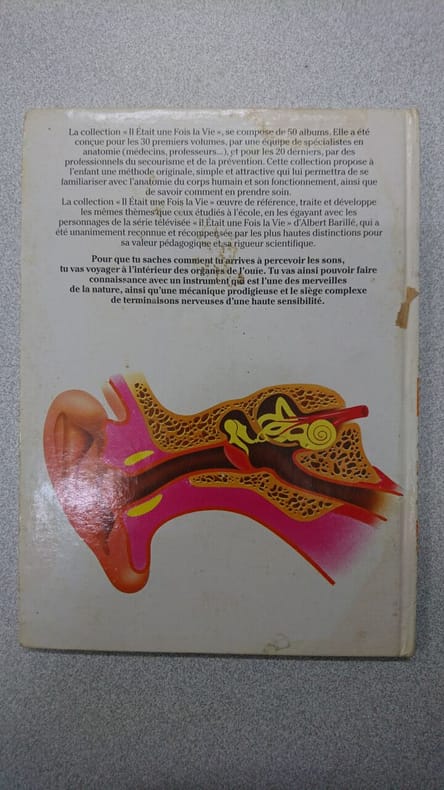 La collection « Il Était une Fois la Vie », se compose de 50 albums. Elle a été
conçue pour les 30 premiers volumes, par une équipe de spécialistes en
anatomie (médecins, professeurs...), et pour les 20 derniers, par des
professionnels du secourisme et de la prévention. Cette collection propose à
l'enfant une méthode originale, simple et attractive qui lui permettra de se
familiariser avec l'anatomie du corps humain et son fonctionnement, ainsi que
de savoir comment en prendre soin.
La collection « Il Était une Fois la Vie » œuvre de référence, traite et développe
les mêmes thèmes que ceux étudiés à l'école, en les égayant avec les
personnages de la série télévisée « Il Était une Fois la Vie » d'Albert Barillé, qui a
été unanimement reconnue et récompensée par les plus hautes distinctions pour
sa valeur pédagogique et sa rigueur scientifique.
Pour que tu saches comment tu arrives à percevoir les sons,
tu vas voyager à l'intérieur des organes de l'ouïe. Tu vas ainsi pouvoir faire
connaissance avec un instrument qui est l'une des merveilles
de la nature, ainsi qu'une mécanique prodigieuse et le siège complexe
de terminaisons nerveuses d'une haute sensibilité.